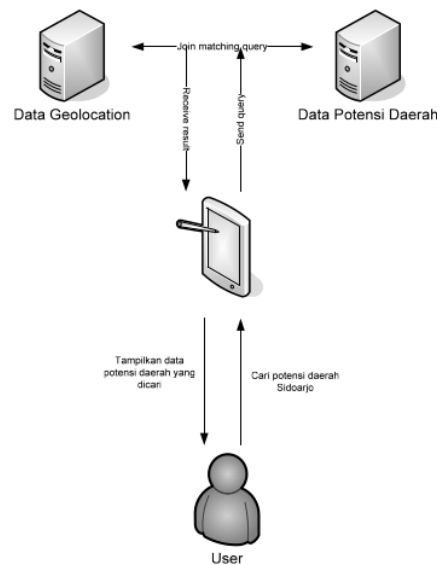 Join matching query
Data Geolocation
Data Potensi Daerah
Receive result
Send query
Tampilkan data
potensi daerah yang
dicari
Cari potensi daerah
Sidoarjo
User